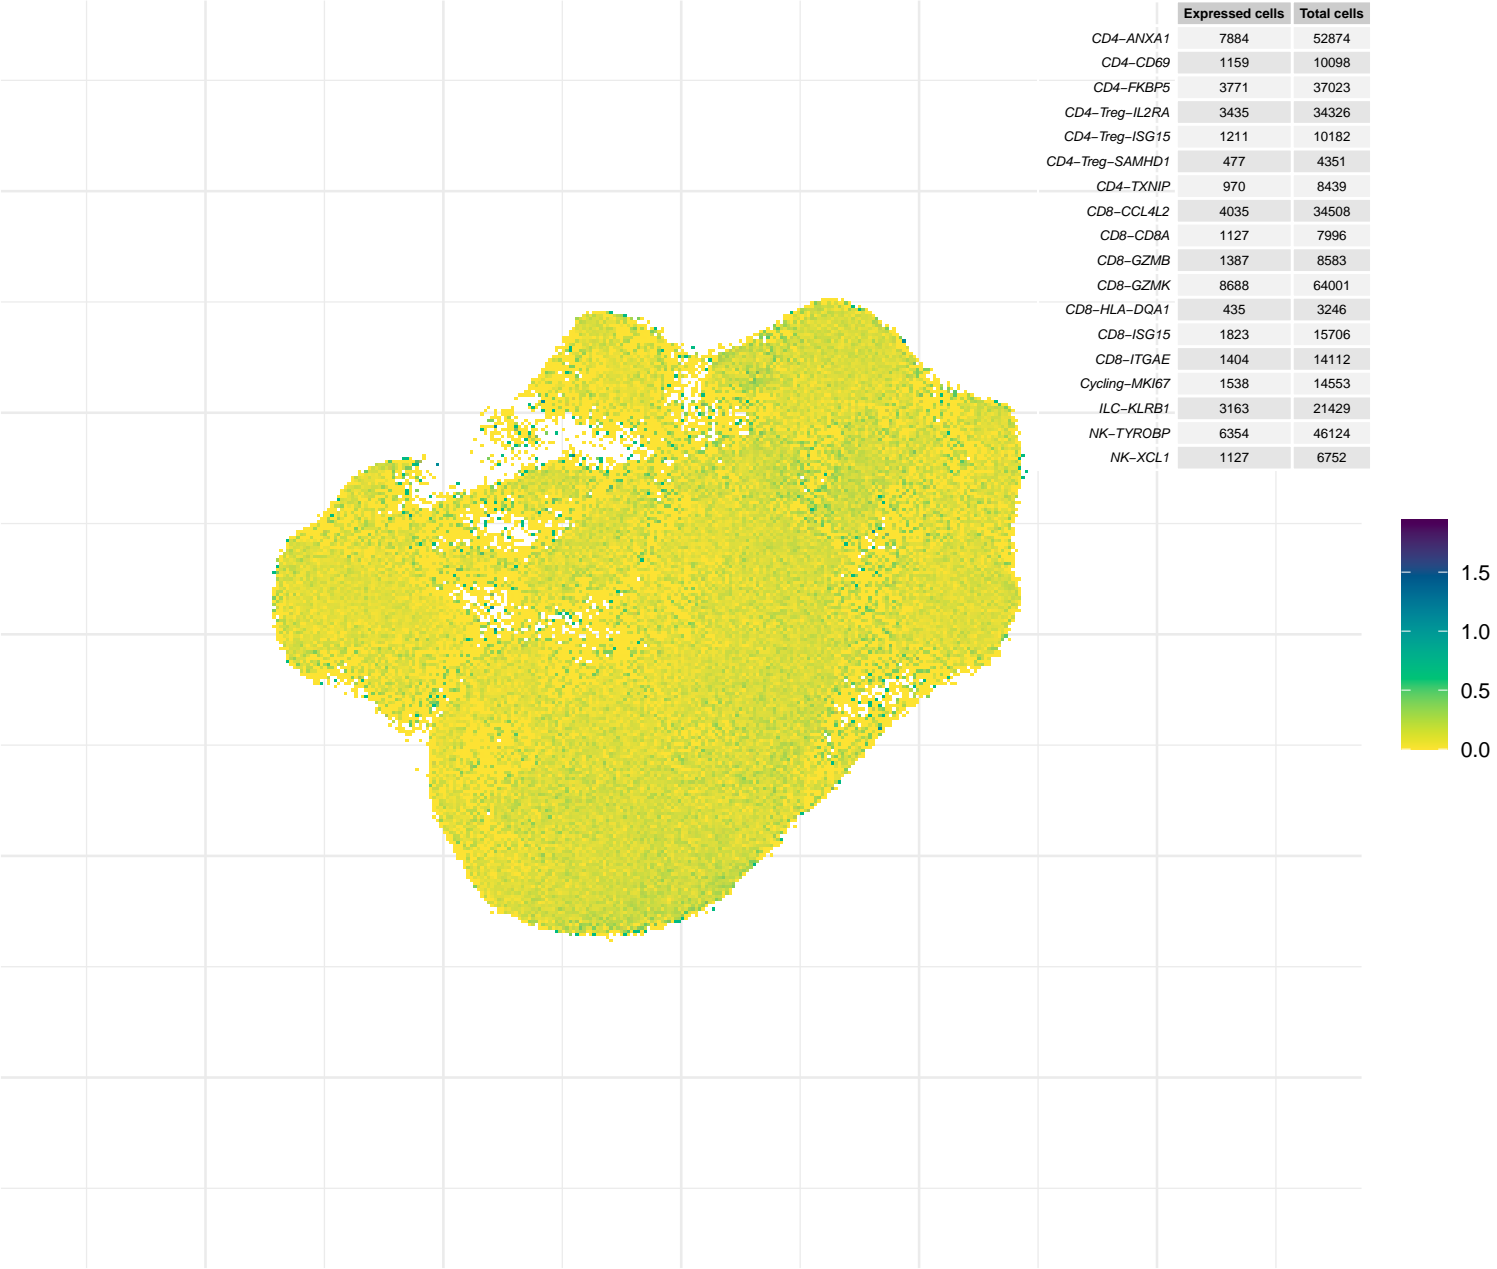 Expressed cells Total cells
CD4−ANXA1 7884 52874
CD4−CD69 1159 10098
CD4−FKBP5 3771 37023
CD4−Treg−IL2RA 3435 34326
CD4−Treg−ISG15 1211 10182
CD4−Treg−SAMHD1 477 4351
CD4−TXNIP 970 8439
CD8−CCL4L2 4035 34508
CD8−CD8A 1127 7996
CD8−GZMB 1387 8583
CD8−GZMK 8688 64001
CD8−HLA−DQA1 435 3246
CD8−ISG15 1823 15706
CD8−ITGAE 1404 14112
Cycling−MKI67 1538 14553
ILC−KLRB1 3163 21429
NK−TYROBP 6354 46124
NK−XCL1 1127 6752
1.5
1.0
0.5
0.0